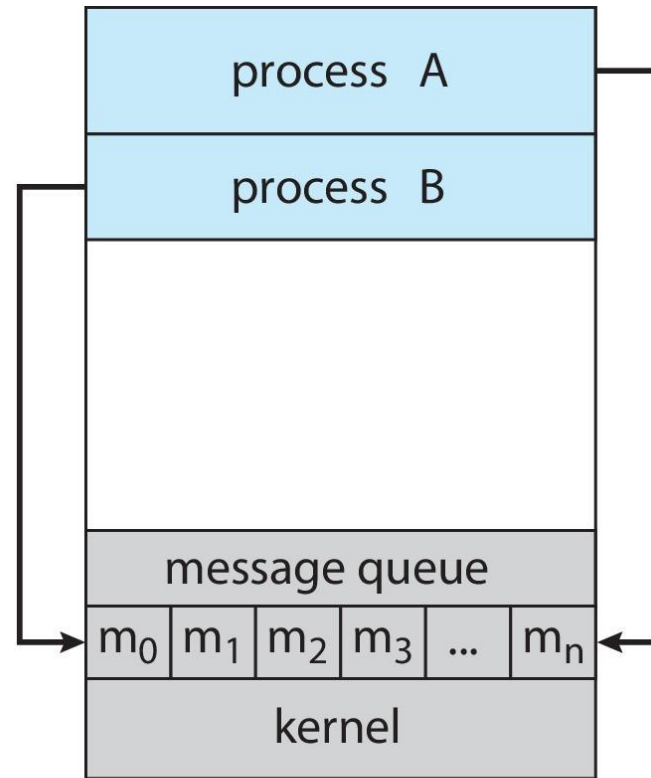 process A
process B
message queue
m₀ m₁ m₂ m₃ ... mₙ
kernel